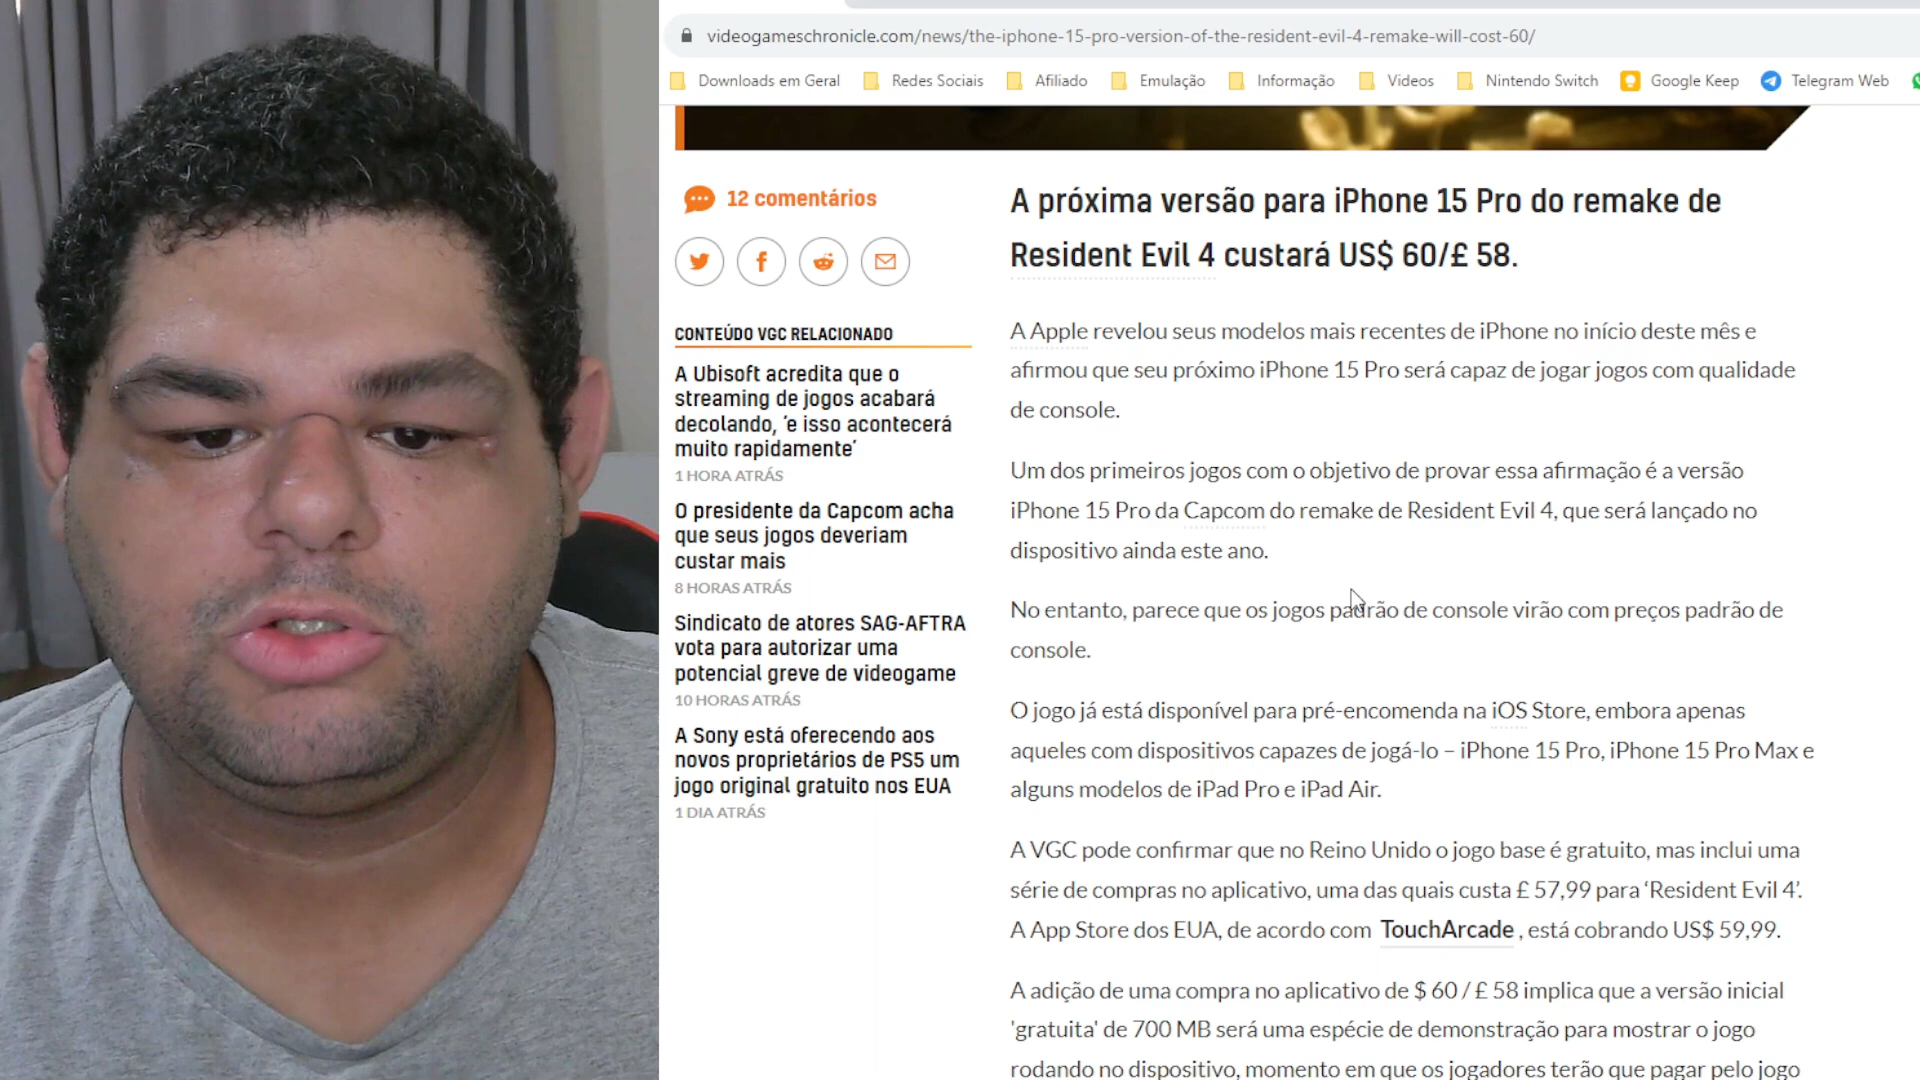 videogameschronicle.com/news/the-iphone-15-pro-version-of-the-resident-evil-4-remake-will-cost-60/
Downloads em Geral
Redes Sociais
Afiliado
Emulação
Informação
Videos
Nintendo Switch
Google Keep
Telegram Web
12 comentários
CONTEÚDO VGC RELACIONADO
A Ubisoft acredita que o
streaming de jogos acabará
decolando, ‘e isso acontecerá
muito rapidamente’
1 HORA ATRÁS
O presidente da Capcom acha
que seus jogos deveriam
custar mais
8 HORAS ATRÁS
Sindicato de atores SAG-AFTRA
vota para autorizar uma
potencial greve de videogame
10 HORAS ATRÁS
A Sony está oferecendo aos
novos proprietários de PS5 um
jogo original gratuito nos EUA
1 DIA ATRÁS
A próxima versão para iPhone 15 Pro do remake de
Resident Evil 4 custará US$ 60/£ 58.
A Apple revelou seus modelos mais recentes de iPhone no início deste mês e
afirmou que seu próximo iPhone 15 Pro será capaz de jogar jogos com qualidade
de console.
Um dos primeiros jogos com o objetivo de provar essa afirmação é a versão
iPhone 15 Pro da Capcom do remake de Resident Evil 4, que será lançado no
dispositivo ainda este ano.
No entanto, parece que os jogos padrão de console virão com preços padrão de
console.
O jogo já está disponível para pré-encomenda na iOS Store, embora apenas
aqueles com dispositivos capazes de jogá-lo – iPhone 15 Pro, iPhone 15 Pro Max e
alguns modelos de iPad Pro e iPad Air.
A VGC pode confirmar que no Reino Unido o jogo base é gratuito, mas inclui uma
série de compras no aplicativo, uma das quais custa £ 57,99 para ‘Resident Evil 4’.
A App Store dos EUA, de acordo com TouchArcade , está cobrando US$ 59,99.
A adição de uma compra no aplicativo de $ 60 / £ 58 implica que a versão inicial
'gratuita' de 700 MB será uma espécie de demonstração para mostrar o jogo
rodando no dispositivo, momento em que os jogadores terão que pagar pelo jogo